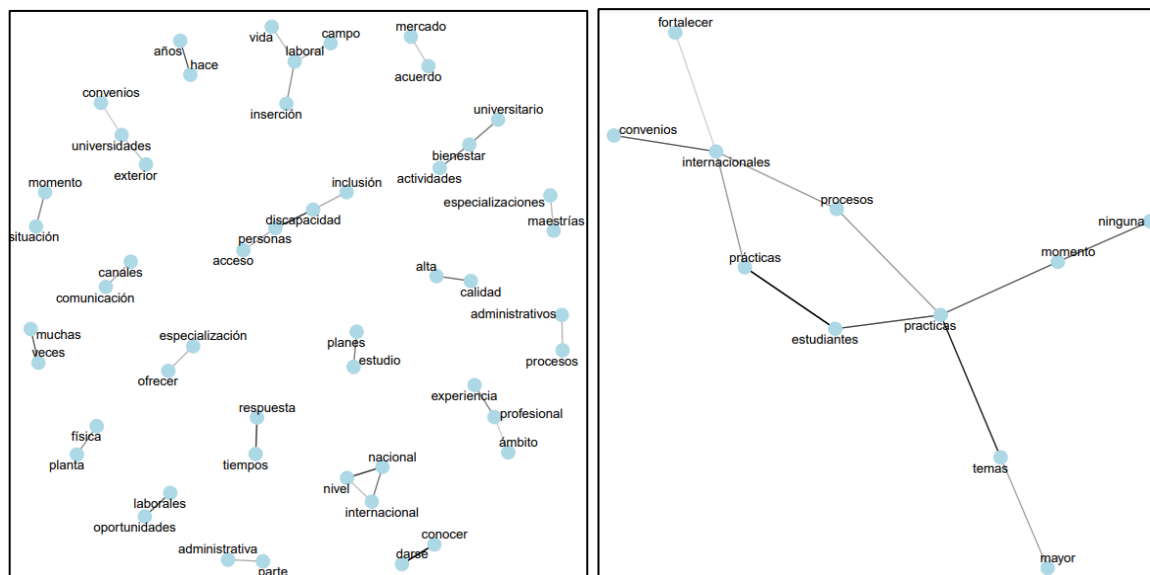 vida
campo
mercado
años
laboral
hace
acuerdo
convenios
inserción
universitario
universidades
bienestar
exterior
actividades
momento
inclusión
especializaciones
discapacidad
maestrías
situación
personas
acceso
canales
alta
comunicación
calidad
administrativos
muchas
especialización
planes
veces
estudio
procesos
ofrecer
experiencia
respuesta
profesional
física
ámbito
planta
tiempos
nacional
nivel
laborales
internacional
oportunidades
conocer
administrativa
darse
parte
fortalecer
convenios
internacionales
procesos
ninguna
momento
prácticas
practicas
estudiantes
temas
mayor